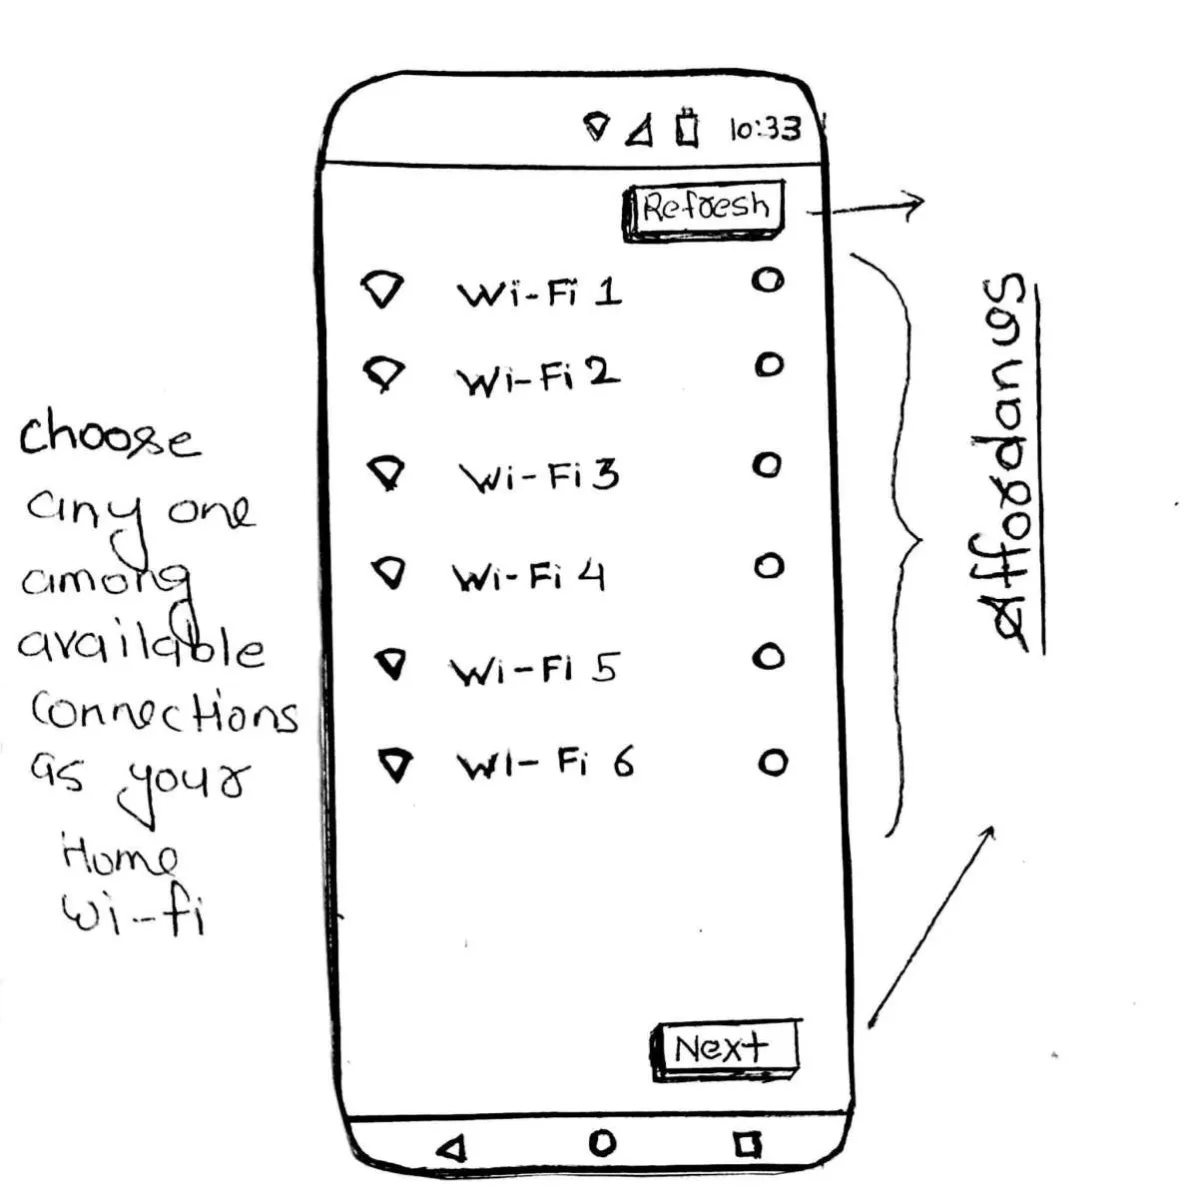 10:33
Refresh
Wi-Fi 1
Wi-Fi 2
Wi-Fi 3
Wi-Fi 4
Wi-Fi 5
Wi-Fi 6
Next
choose
any one
among
available
connections
as your
Home
wi-fi
Affordances